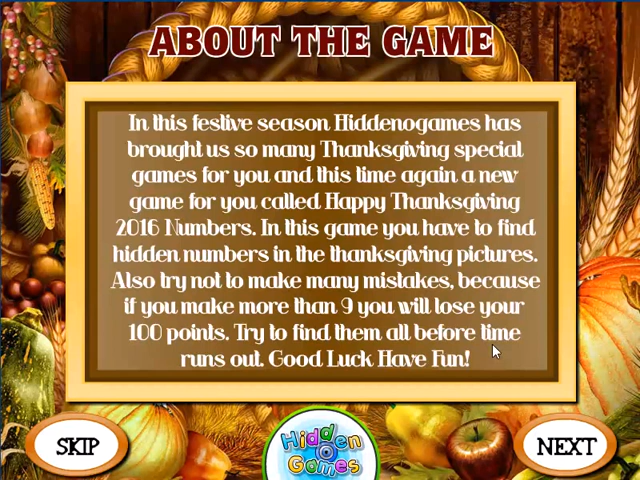 ABOUT THE GAME
In this festive season Hiddenogames has
brought us so many Thanksgiving special
games for you and this time again a new
game for you called Happy Thanksgiving
2016 Numbers. In this game you have to find
hidden numbers in the thanksgiving pictures.
Also try not to make many mistakes, because
if you make more than 9 you will lose your
100 points. Try to find them all before time
runs out. Good Luck Have Fun!
SKIP
Hidden
O
Games
NEXT